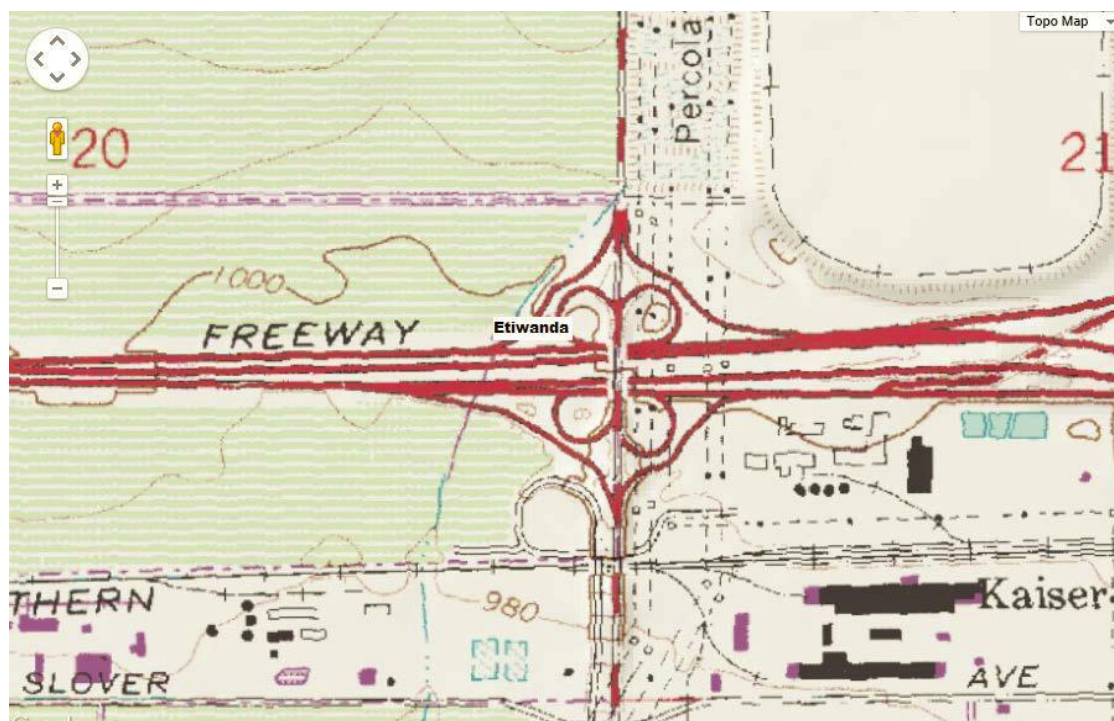 Topo Map
Percola
20
21
1000
FREEWAY
Etiwanda
THERN
980
Kaiser
SLOVER
AVE